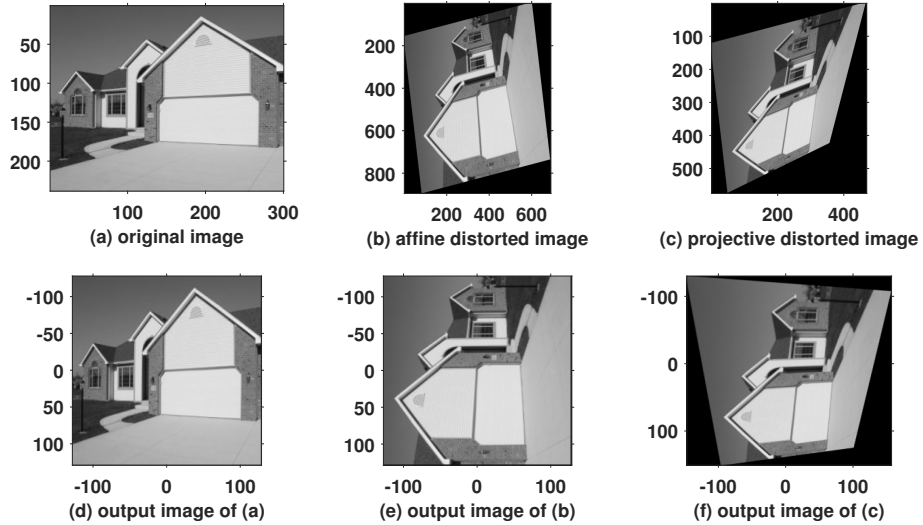 50
100
150
200
100 200 300
(a) original image
200
400
600
800
200 400 600
(b) affine distorted image
100
200
300
400
500
200 400
(c) projective distorted image
-100
-50
0
50
100
-100 0 100
(d) output image of (a)
-100
-50
0
50
100
-100 0 100
(e) output image of (b)
-100
0
100
-100 0 100
(f) output image of (c)